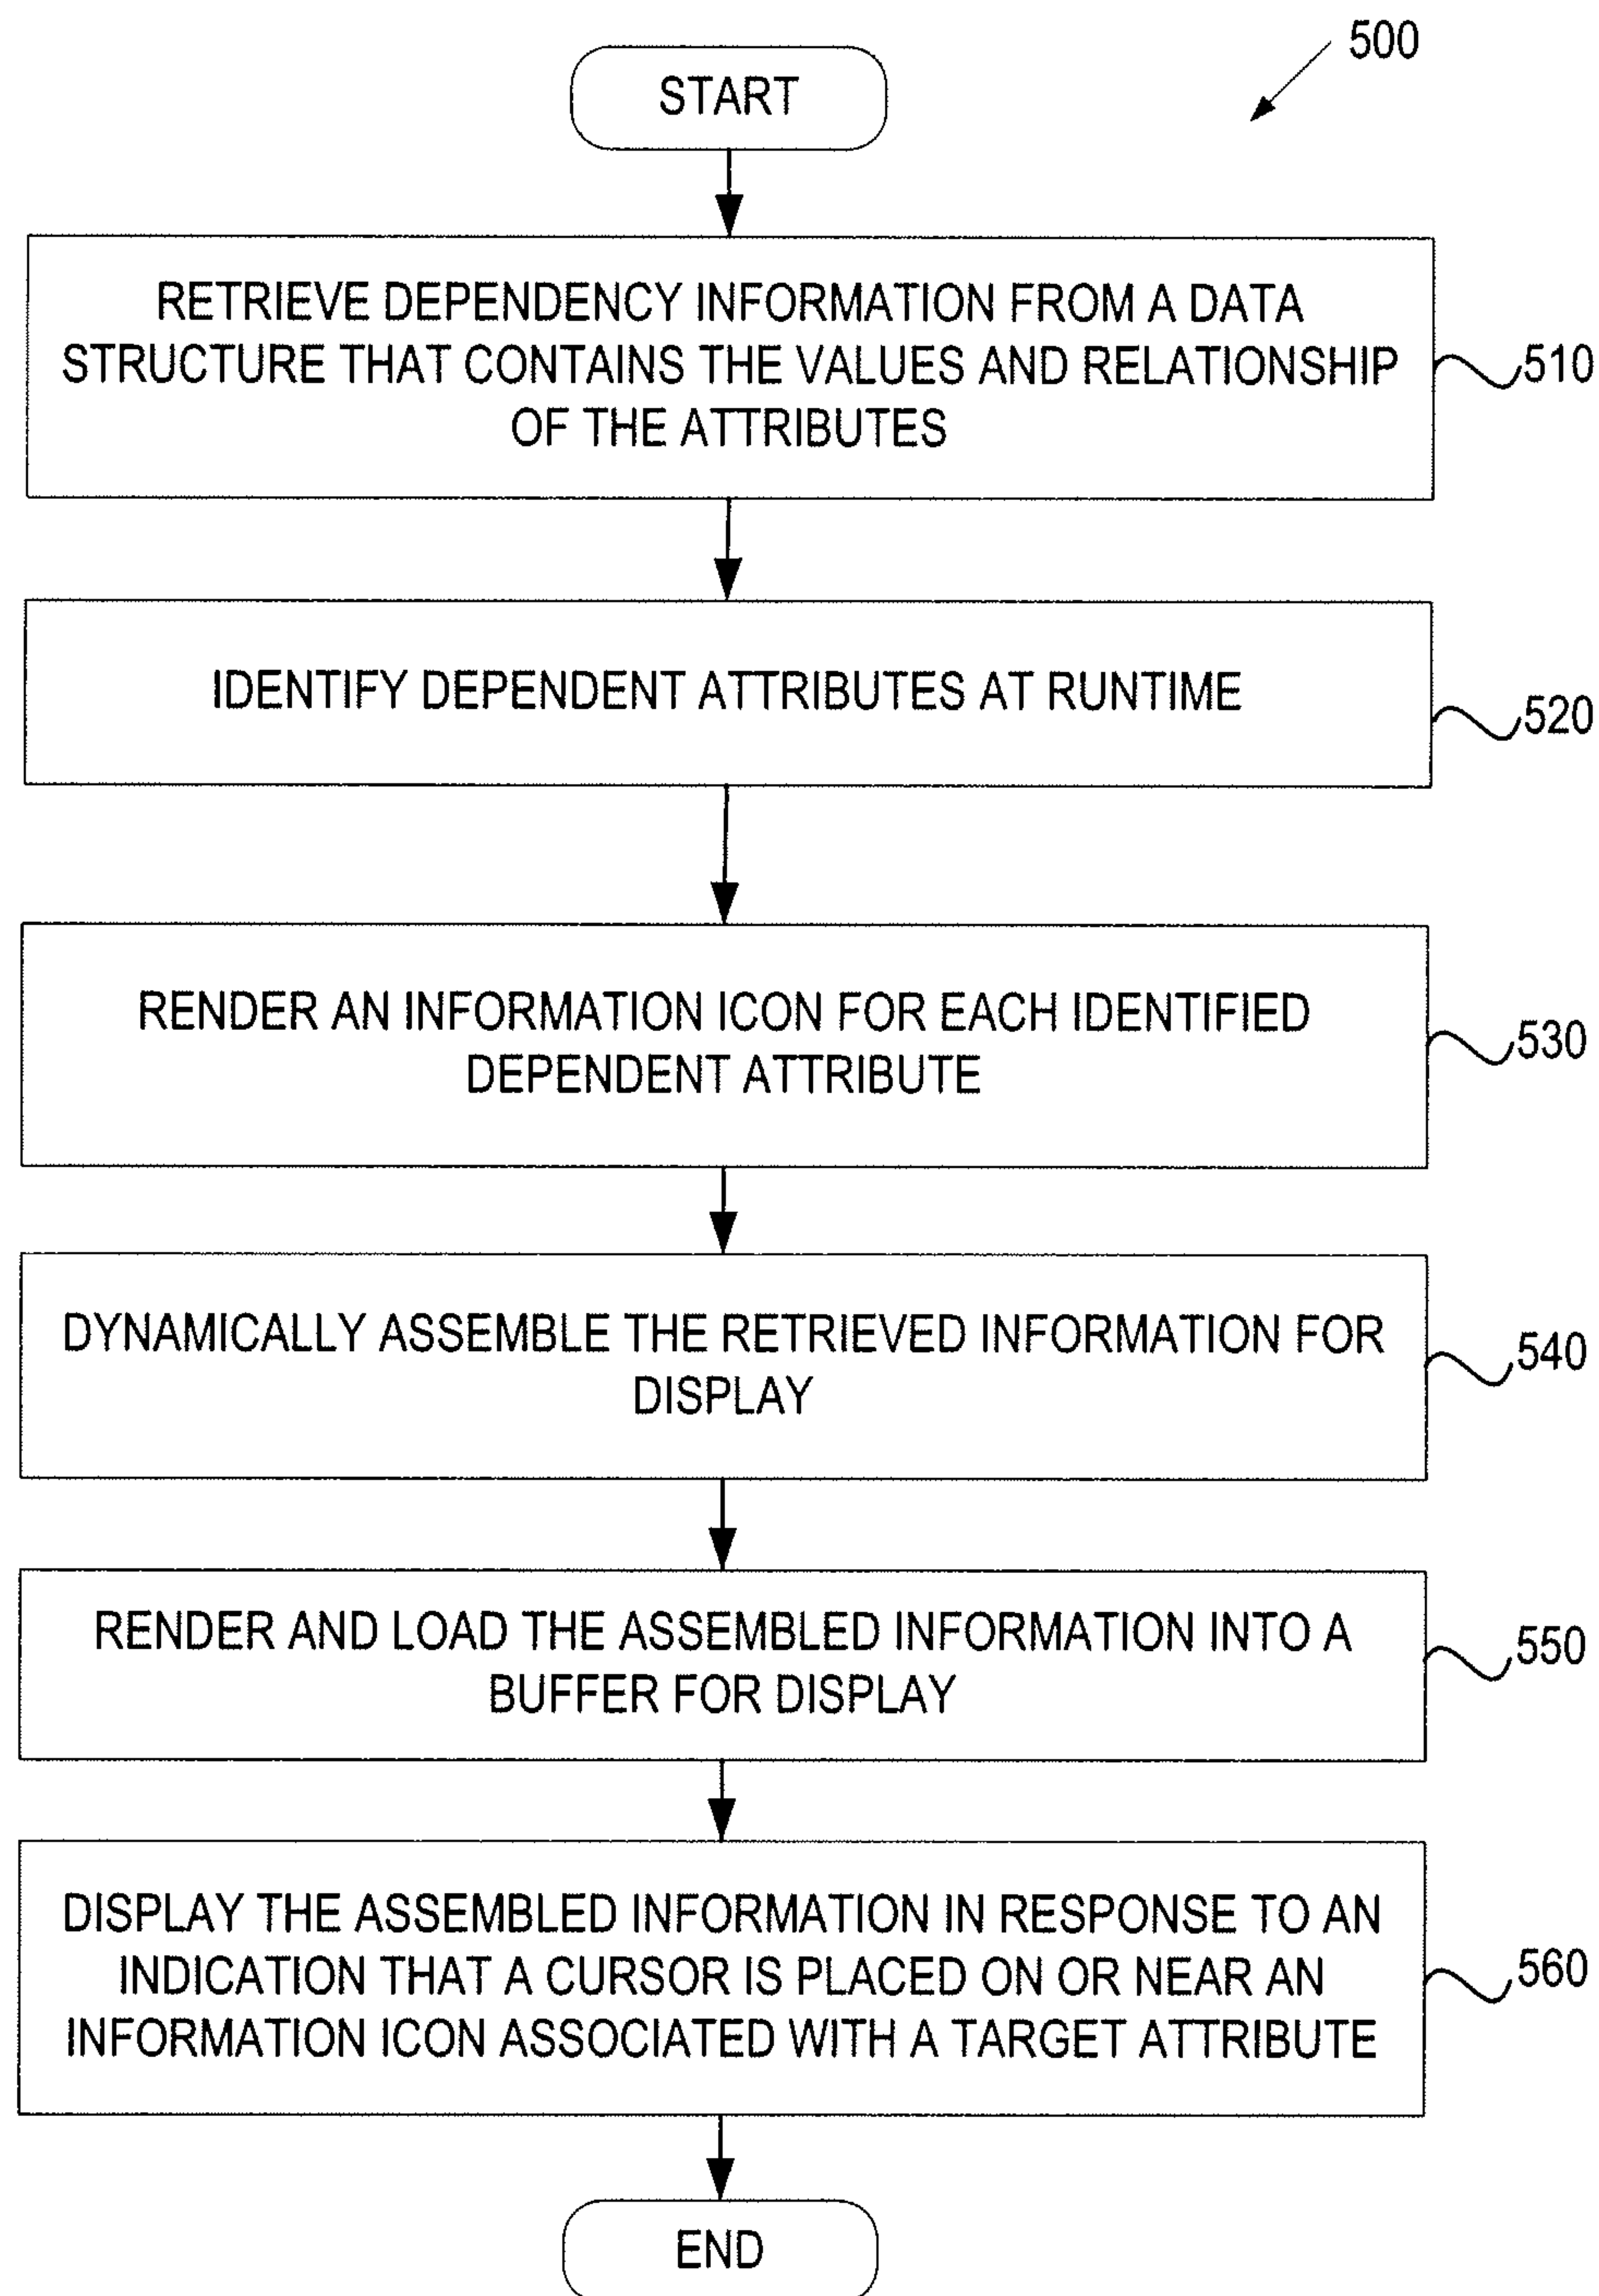 500
START
RETRIEVE DEPENDENCY INFORMATION FROM A DATA
STRUCTURE THAT CONTAINS THE VALUES AND RELATIONSHIP
OF THE ATTRIBUTES
510
IDENTIFY DEPENDENT ATTRIBUTES AT RUNTIME
520
RENDER AN INFORMATION ICON FOR EACH IDENTIFIED
DEPENDENT ATTRIBUTE
530
DYNAMICALLY ASSEMBLE THE RETRIEVED INFORMATION FOR
DISPLAY
540
RENDER AND LOAD THE ASSEMBLED INFORMATION INTO A
BUFFER FOR DISPLAY
550
DISPLAY THE ASSEMBLED INFORMATION IN RESPONSE TO AN
INDICATION THAT A CURSOR IS PLACED ON OR NEAR AN
INFORMATION ICON ASSOCIATED WITH A TARGET ATTRIBUTE
560
END